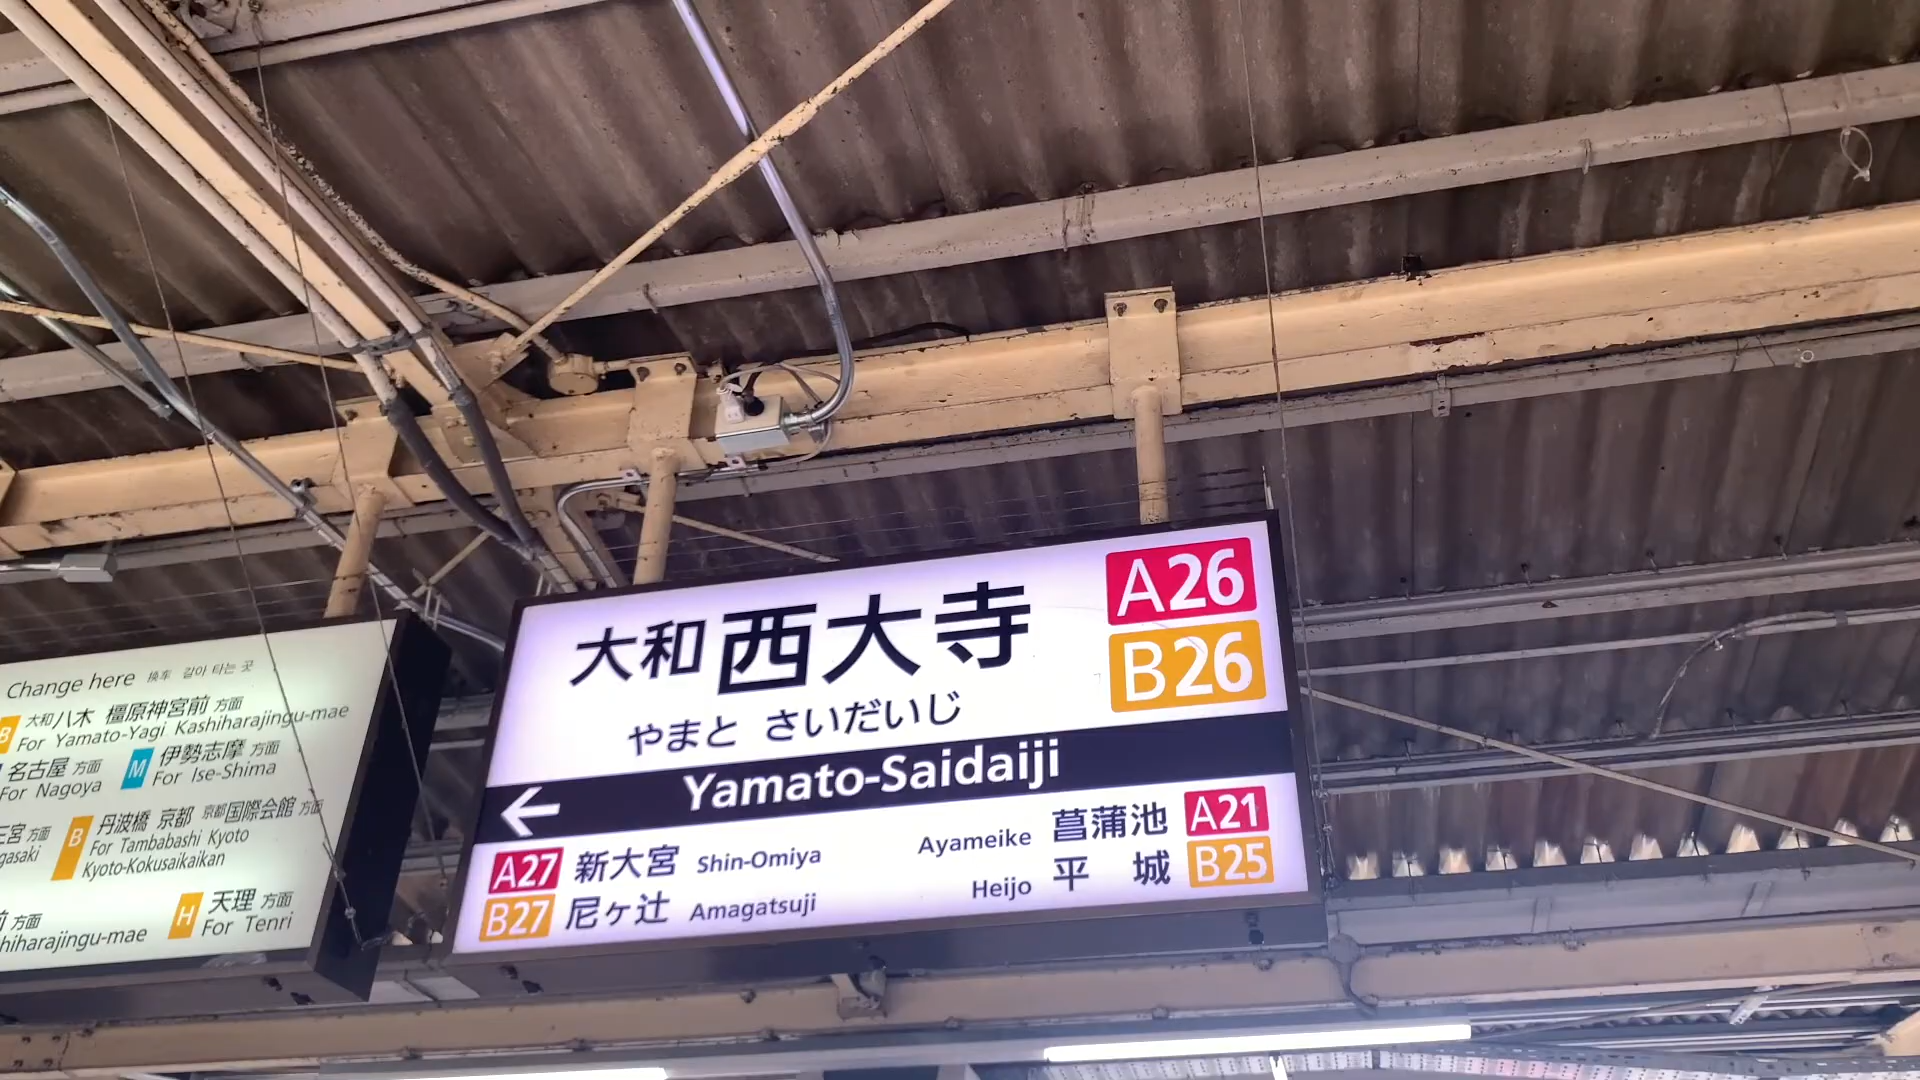 Change here 換车 갈아 타는 곳
B 大和八木 橿原神宮前 方面
For Yamato-Yagi Kashiharajingu-mae
名古屋 方面
For Nagoya
M 伊勢志摩 方面
For Ise-Shima
三宮 方面
gasaki
B 丹波橋 京都 京都国際会館 方面
For Tambabashi Kyoto
Kyoto-Kokusaikaikan
前 方面
hiharajingu-mae
H 天理 方面
For Tenri
大和西大寺
A26
B26
やまと さいだいじ
Yamato-Saidaiji
A27 新大宮 Shin-Omiya
B27 尼ヶ辻 Amagatsuji
Ayameike 菖蒲池 A21
Heijo 平 城 B25